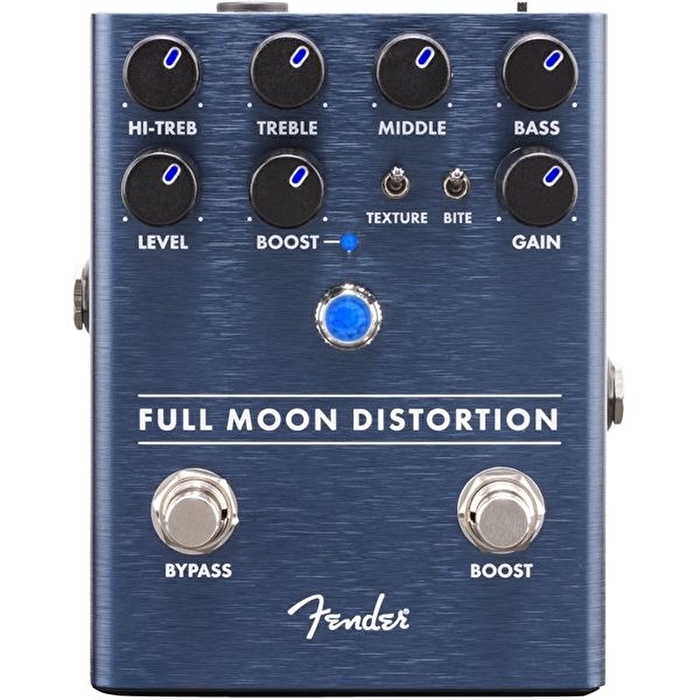 HI-TREB TREBLE MIDDLE BASS
LEVEL BOOST TEXTURE BITE GAIN
FULL MOON DISTORTION
BYPASS BOOST
Fender®